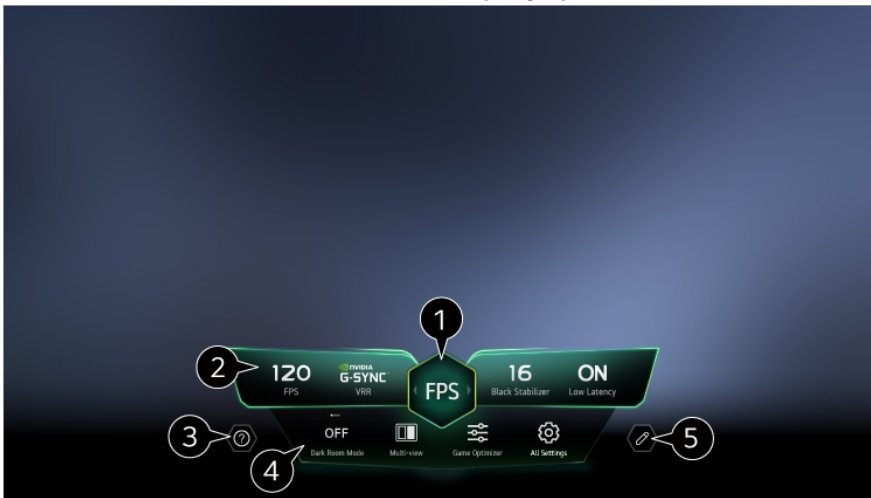 1
2
120
FPS
NVIDIA
G-SYNC
VRR
FPS
16
Black Stabilizer
ON
Low Latency
3
?
4
OFF
Dark Room Mode
Multi-view
Game Optimizer
All Settings
5